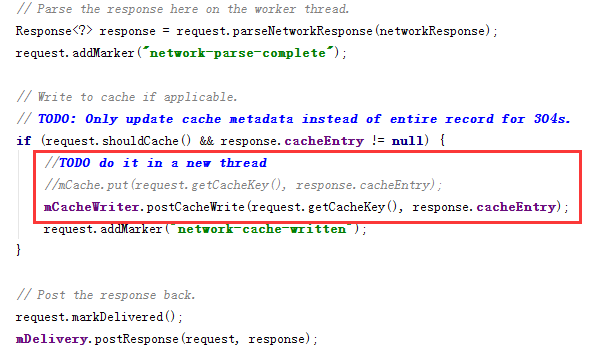 // Parse the response here on the worker thread.
Response<?> response = request.parseNetworkResponse(networkResponse);
request.addMarker("network-parse-complete");
// Write to cache if applicable.
// TODO: Only update cache metadata instead of entire record for 304s.
if (request.shouldCache() && response.cacheEntry != null) {
//TODO do it in a new thread
//mCache.put(request.getCacheKey(), response.cacheEntry);
mCacheWriter.postCacheWrite(request.getCacheKey(), response.cacheEntry);
request.addMarker("network-cache-written");
}
// Post the response back.
request.markDelivered();
mDelivery.postResponse(request, response);